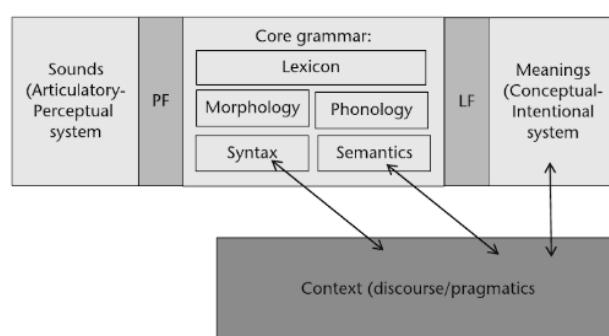 Sounds
(Articulatory-
Perceptual
system
PF
Core grammar:
Lexicon
Morphology
Phonology
Syntax
Semantics
LF
Meanings
(Conceptual-
Intentional
system
Context (discourse/pragmatics